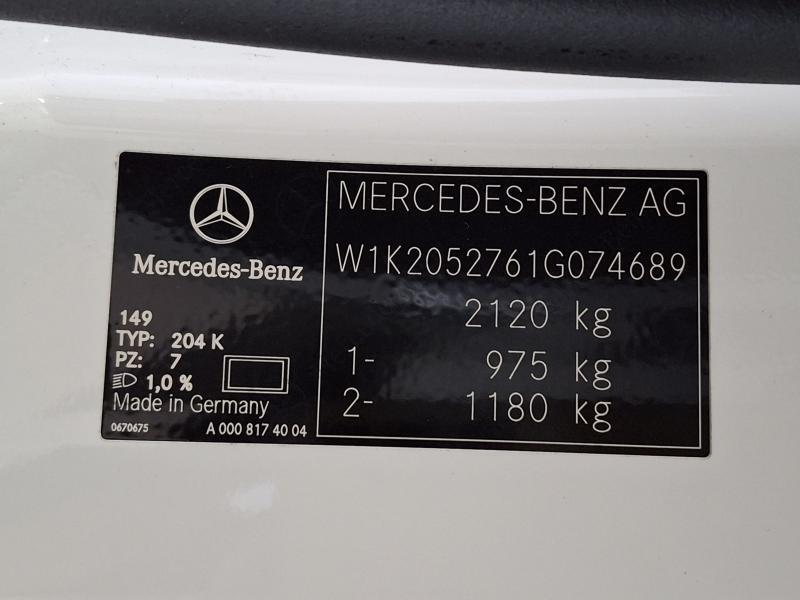 Mercedes-Benz
149
TYP: 204 K
PZ: 7
1,0 %
Made in Germany
0670675 A 000 817 40 04
MERCEDES-BENZ AG
W1K2052761G074689
2120 kg
1- 975 kg
2- 1180 kg